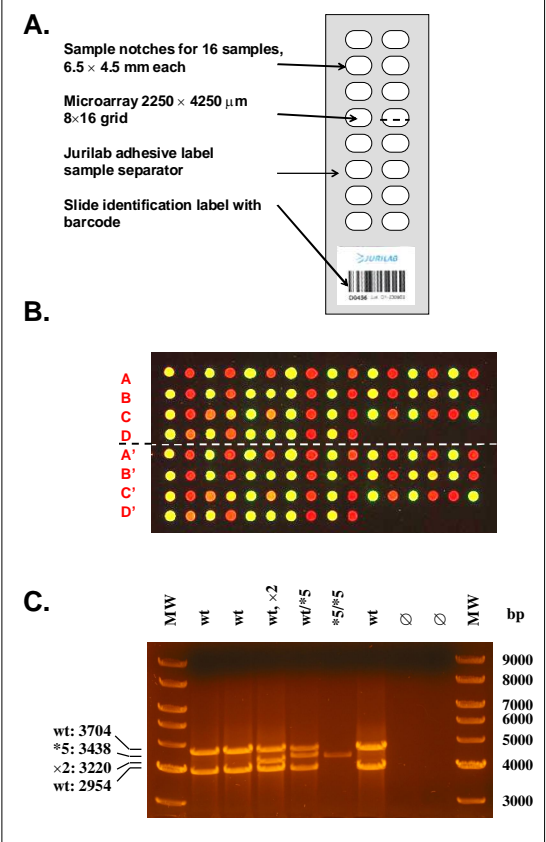 A.
Sample notches for 16 samples,
6.5 × 4.5 mm each
Microarray 2250 × 4250 μm
8×16 grid
Jurilab adhesive label
sample separator
Slide identification label with
barcode
JURILAB
D0436
B.
A
B
C
D
A'
B'
C'
D'
C.
MW
wt
wt
wt, ×2
wt/*5
*5/*5
wt
∅
∅
MW
bp
9000
8000
7000
6000
5000
4000
3000
wt: 3704
*5: 3438
×2: 3220
wt: 2954